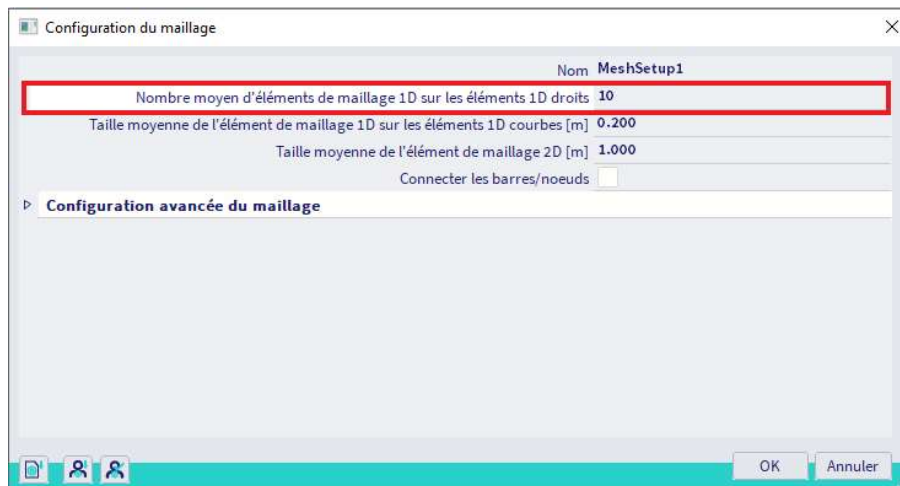 Configuration du maillage
Nom MeshSetup1
Nombre moyen d'éléments de maillage 1D sur les éléments 1D droits 10
Taille moyenne de l'élément de maillage 1D sur les éléments 1D courbes [m] 0.200
Taille moyenne de l'élément de maillage 2D [m] 1.000
Connecter les barres/noeuds
Configuration avancée du maillage
OK Annuler